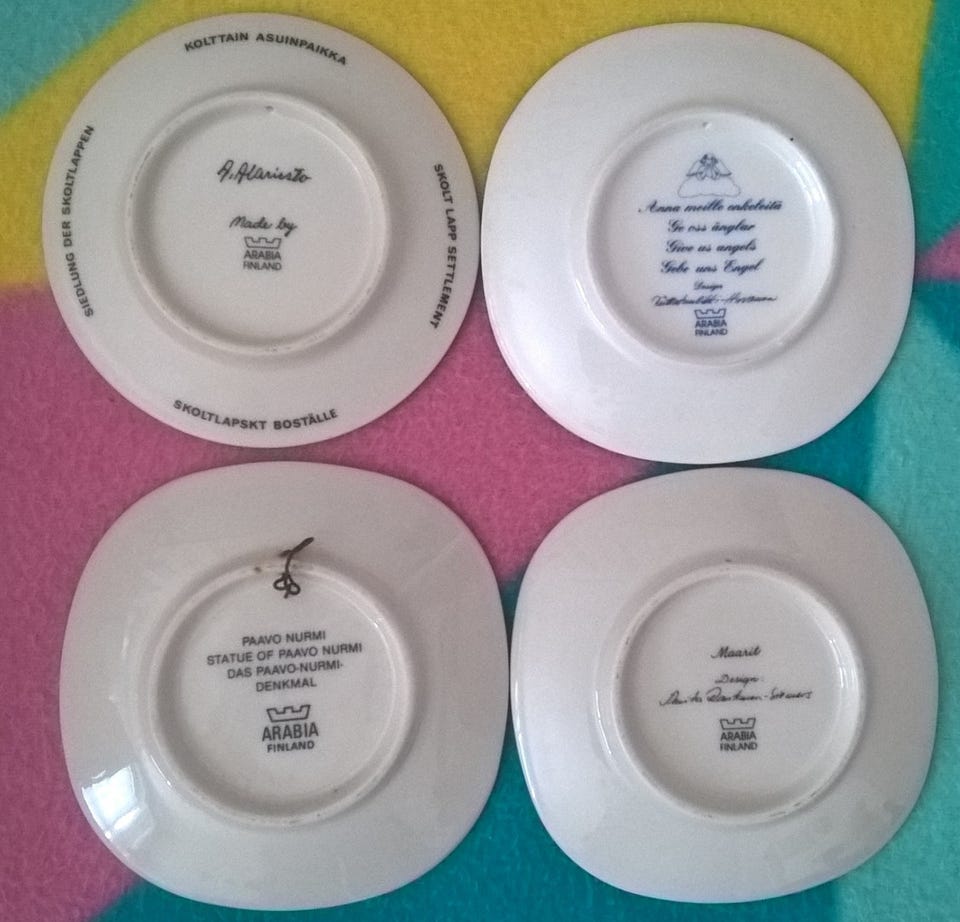 KOLTTAIN ASUINPAIKKA
SIEDLUNG DER SKOLTLAPPEN
SKOLT LAPP SETTLEMENT
SKOLTLAPSKT BOSTÄLLE
A. Alariesto
Made by
ARABIA
FINLAND
Anna meille enkeleitä
Ge oss änglar
Give us angels
Gebe uns Engel
Design
ARABIA
FINLAND
PAAVO NURMI
STATUE OF PAAVO NURMI
DAS PAAVO-NURMI-
DENKMAL
ARABIA
FINLAND
Maarit
Design:
ARABIA
FINLAND